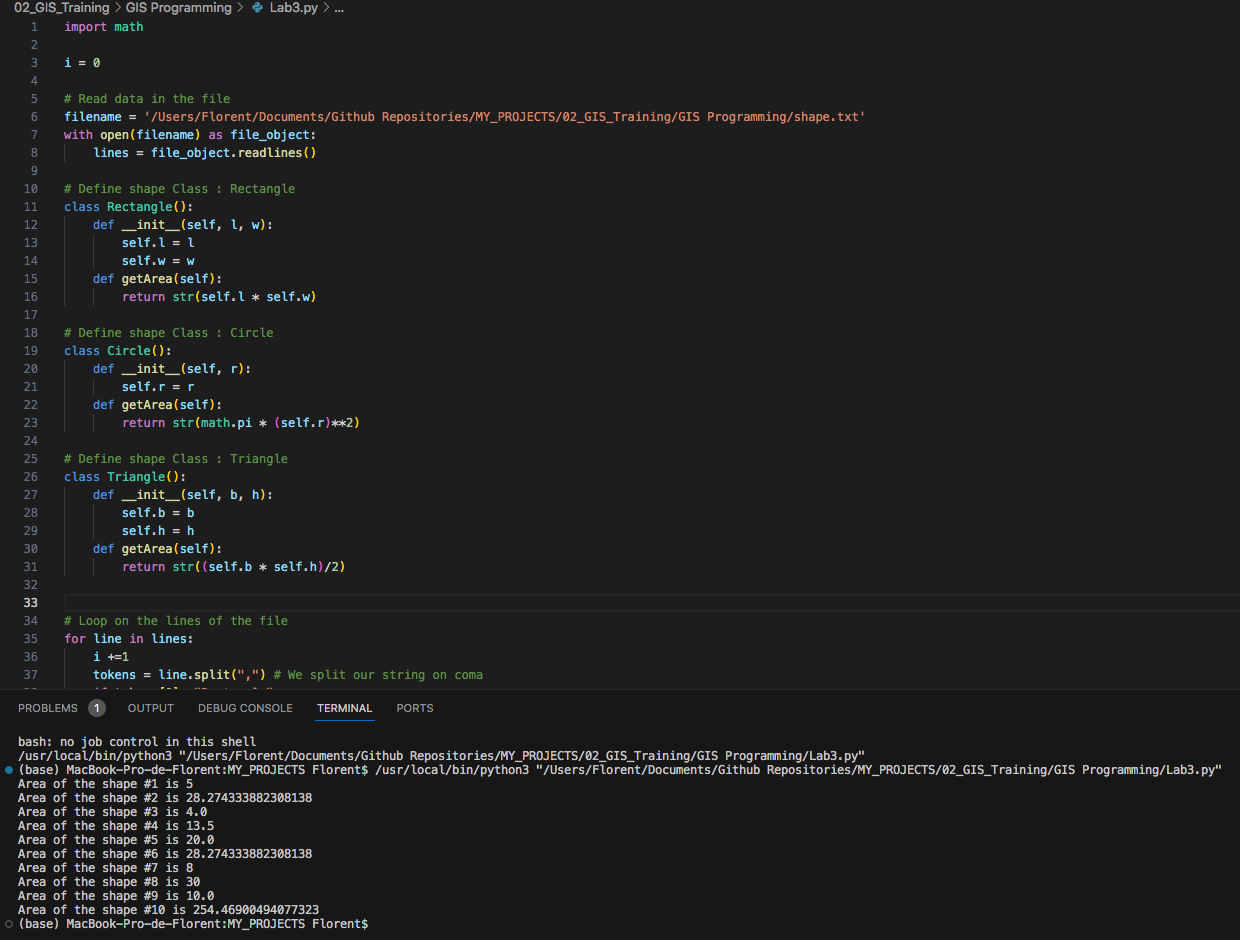 02_GIS_Training > GIS Programming > Lab3.py > ...
1 import math
2
3 i = 0
4
5 # Read data in the file
6 filename = '/Users/Florent/Documents/Github Repositories/MY_PROJECTS/02_GIS_Training/GIS Programming/shape.txt'
7 with open(filename) as file_object:
8     lines = file_object.readlines()
9
10 # Define shape Class : Rectangle
11 class Rectangle():
12     def __init__(self, l, w):
13         self.l = l
14         self.w = w
15     def getArea(self):
16         return str(self.l * self.w)
17
18 # Define shape Class : Circle
19 class Circle():
20     def __init__(self, r):
21         self.r = r
22     def getArea(self):
23         return str(math.pi * (self.r)**2)
24
25 # Define shape Class : Triangle
26 class Triangle():
27     def __init__(self, b, h):
28         self.b = b
29         self.h = h
30     def getArea(self):
31         return str((self.b * self.h)/2)
32
33
34 # Loop on the lines of the file
35 for line in lines:
36     i +=1
37     tokens = line.split(",") # We split our string on coma
PROBLEMS 1 OUTPUT DEBUG CONSOLE TERMINAL PORTS
bash: no job control in this shell
/usr/local/bin/python3 "/Users/Florent/Documents/Github Repositories/MY_PROJECTS/02_GIS_Training/GIS Programming/Lab3.py"
(base) MacBook-Pro-de-Florent:MY_PROJECTS Florent$ /usr/local/bin/python3 "/Users/Florent/Documents/Github Repositories/MY_PROJECTS/02_GIS_Training/GIS Programming/Lab3.py"
Area of the shape #1 is 5
Area of the shape #2 is 28.274333882308138
Area of the shape #3 is 4.0
Area of the shape #4 is 13.5
Area of the shape #5 is 20.0
Area of the shape #6 is 28.274333882308138
Area of the shape #7 is 8
Area of the shape #8 is 30
Area of the shape #9 is 10.0
Area of the shape #10 is 254.46900494077323
(base) MacBook-Pro-de-Florent:MY_PROJECTS Florent$